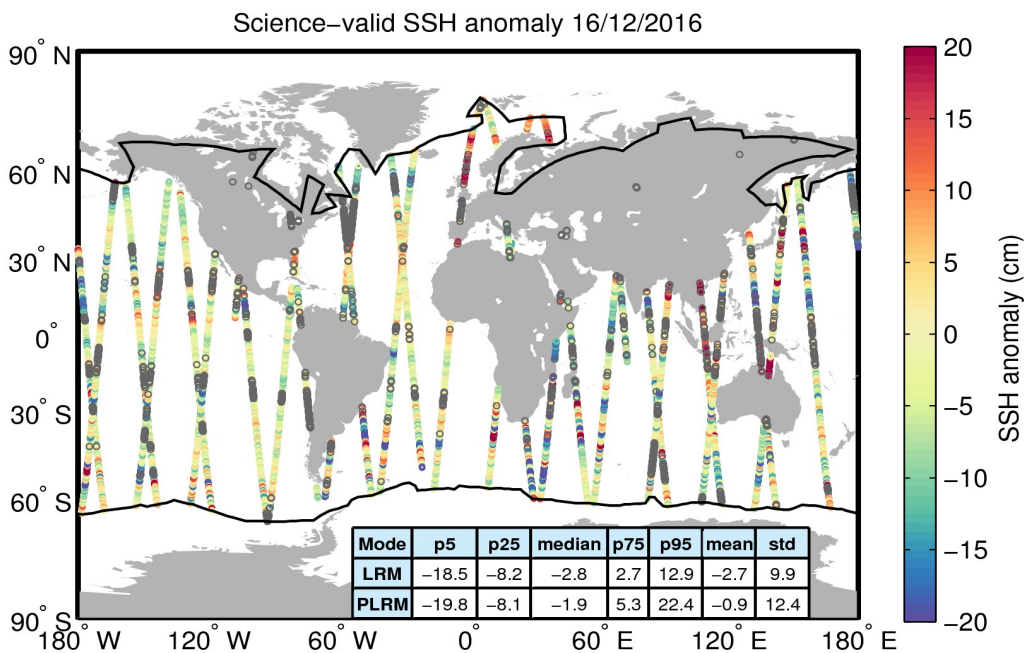 Science−valid SSH anomaly 16/12/2016
90° N
60° N
30° N
0°
30° S
60° S
90° S
180° W
120° W
60° W
0°
60° E
120° E
180° E
Mode p5 p25 median p75 p95 mean std
LRM −18.5 −8.2 −2.8 2.7 12.9 −2.7 9.9
PLRM −19.8 −8.1 −1.9 5.3 22.4 −0.9 12.4
20
15
10
5
0
−5
−10
−15
−20
SSH anomaly (cm)